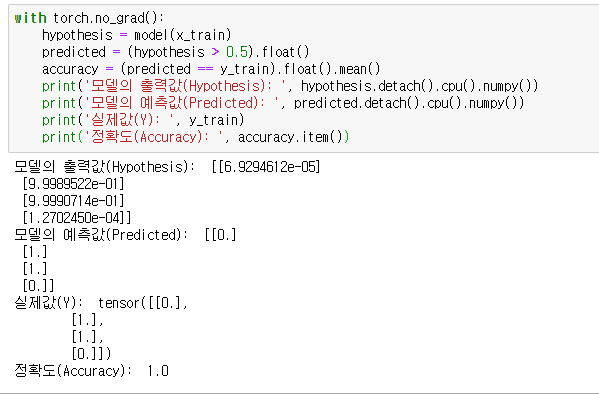 with torch.no_grad():
    hypothesis = model(x_train)
    predicted = (hypothesis > 0.5).float()
    accuracy = (predicted == y_train).float().mean()
    print('모델의 출력값(Hypothesis): ', hypothesis.detach().cpu().numpy())
    print('모델의 예측값(Predicted): ', predicted.detach().cpu().numpy())
    print('실제값(Y): ', y_train)
    print('정확도(Accuracy): ', accuracy.item())
모델의 출력값(Hypothesis):  [[6.9294612e-05]
 [9.9989522e-01]
 [9.9990714e-01]
 [1.2702450e-04]]
모델의 예측값(Predicted):  [[0.]
 [1.]
 [1.]
 [0.]]
실제값(Y):  tensor([[0.],
        [1.],
        [1.],
        [0.]])
정확도(Accuracy):  1.0